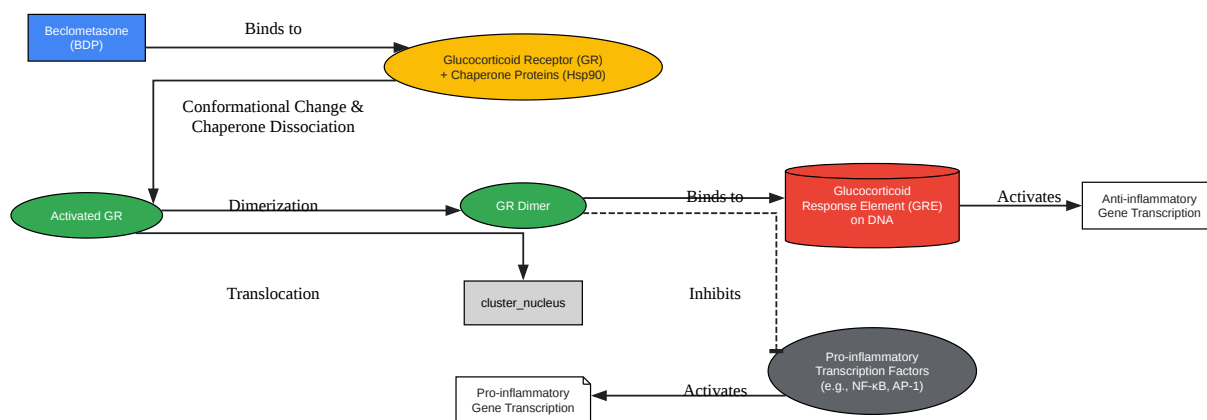 Beclometasone
(BDP)
Binds to
Glucocorticoid Receptor (GR)
+ Chaperone Proteins (Hsp90)
Conformational Change &
Chaperone Dissociation
Activated GR
Dimerization
GR Dimer
Binds to
Glucocorticoid
Response Element (GRE)
on DNA
Activates
Anti-inflammatory
Gene Transcription
Translocation
cluster_nucleus
Inhibits
Pro-inflammatory
Transcription Factors
(e.g., NF-κB, AP-1)
Activates
Pro-inflammatory
Gene Transcription